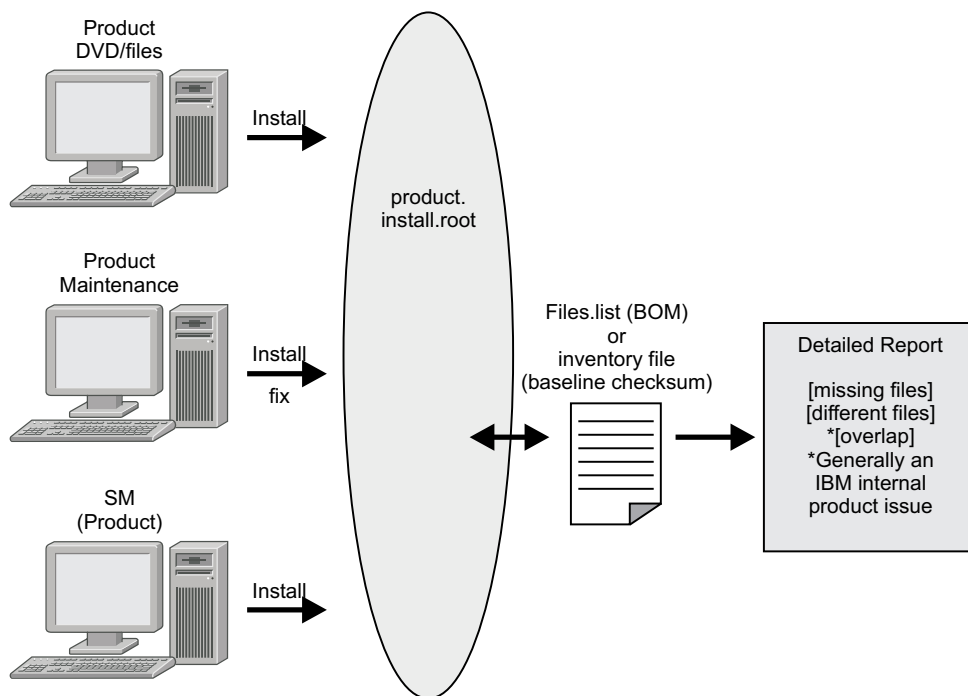 Product
DVD/files
Install
product.
install.root
Product
Maintenance
Install
fix
Files.list (BOM)
or
inventory file
(baseline checksum)
Detailed Report
[missing files]
[different files]
*[overlap]
*Generally an
IBM internal
product issue
SM
(Product)
Install